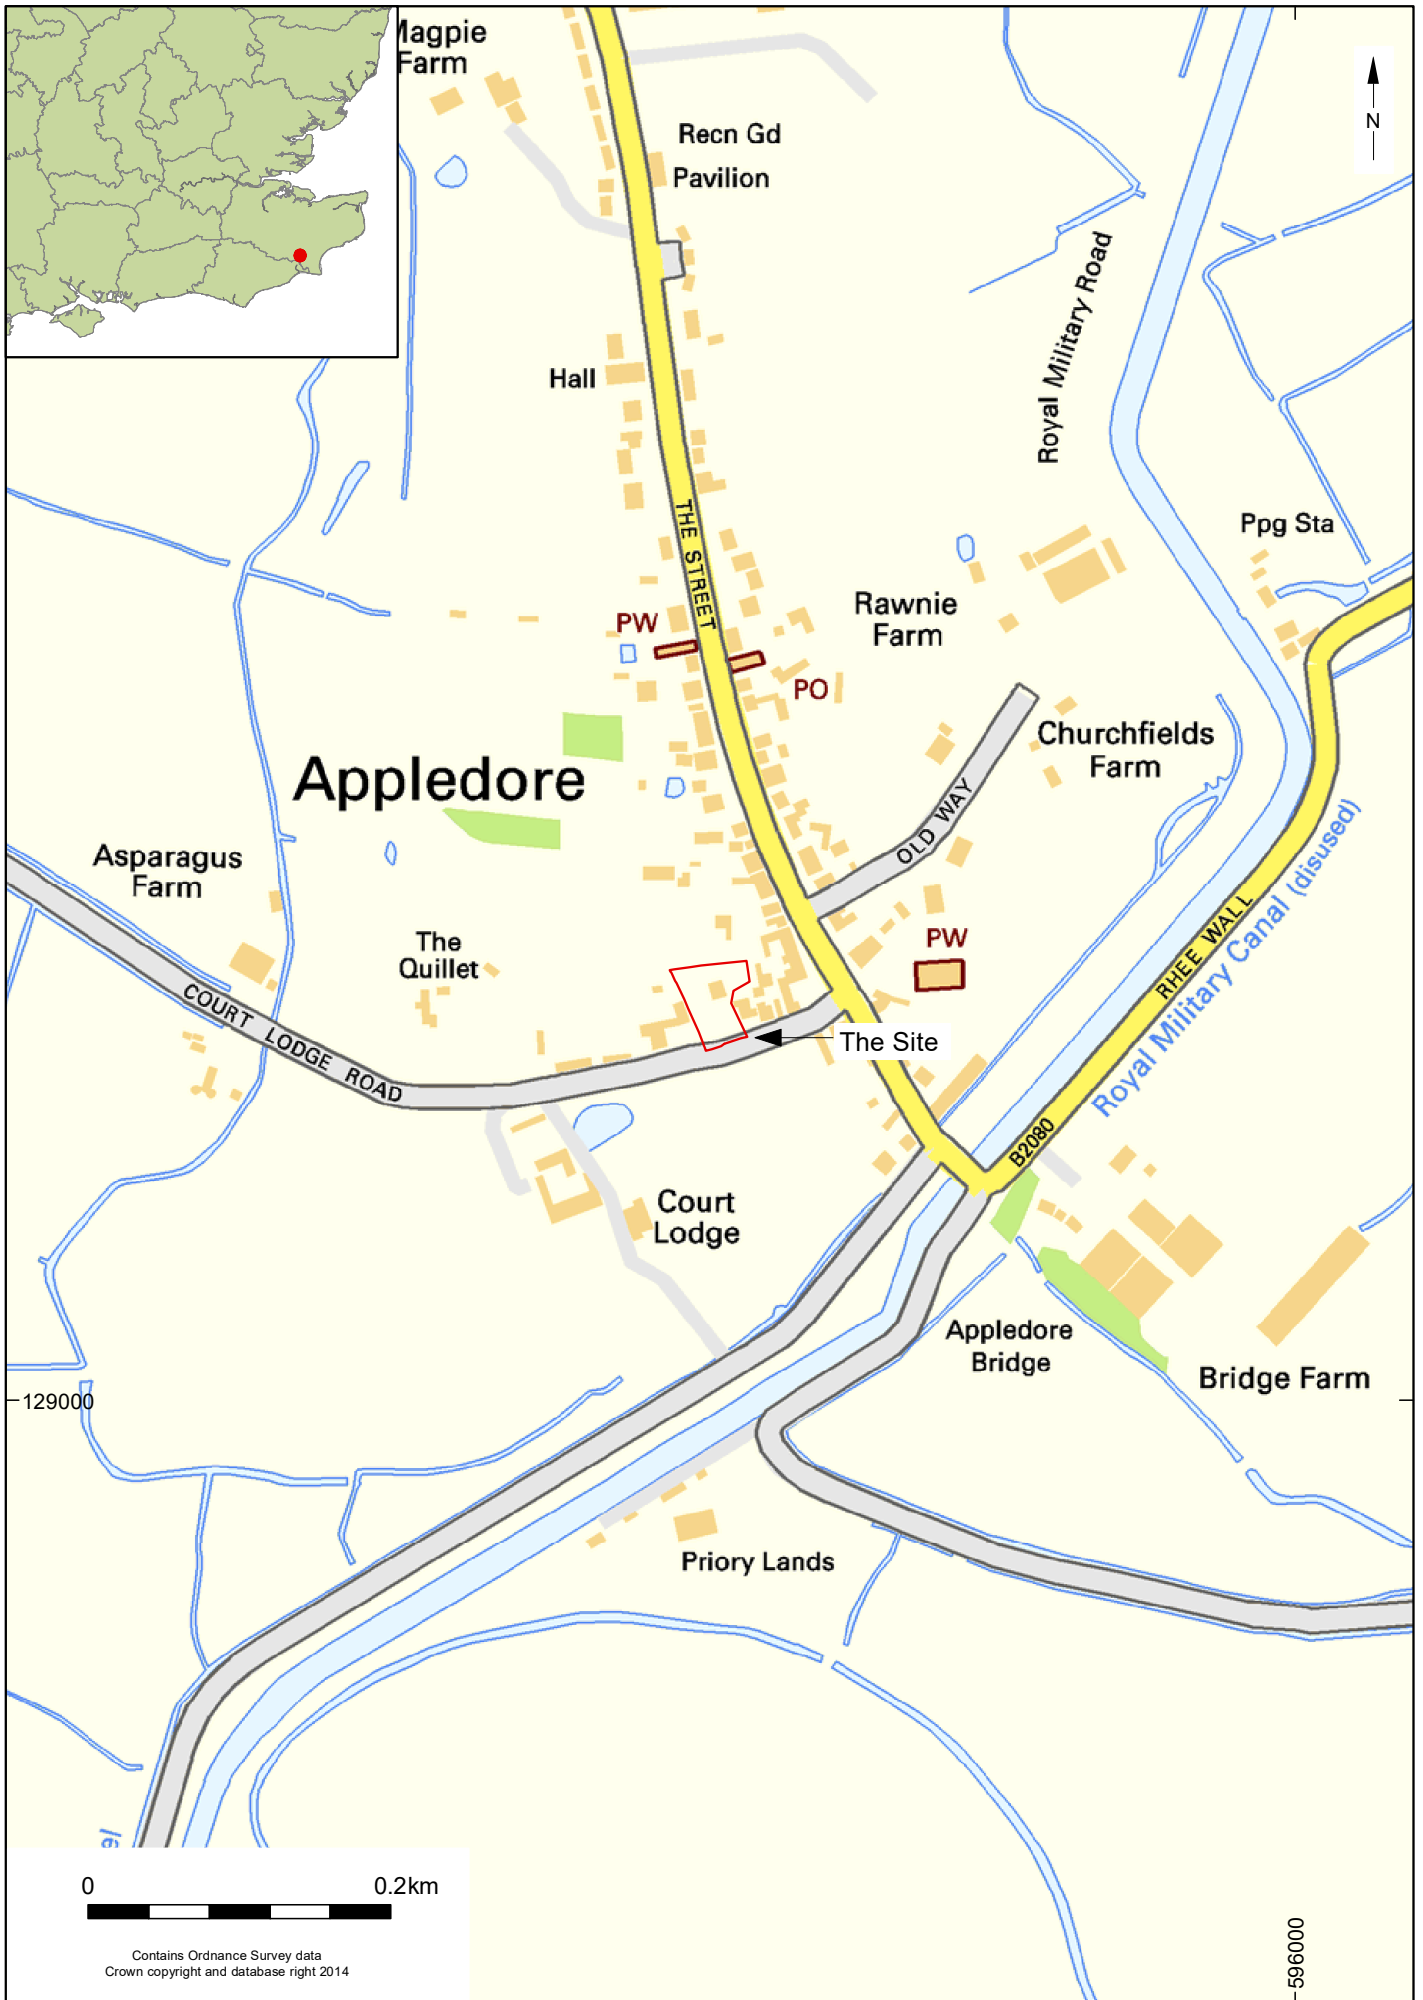 Magpie
Farm
N
Recn Gd
Pavilion
Royal Military Road
Hall
THE STREET
Ppg Sta
PW
Rawnie
Farm
PO
Churchfields
Farm
Appledore
OLD WAY
Asparagus
Farm
The
Quillet
PW
RHEE WALL
Royal Military Canal (disused)
COURT LODGE ROAD
The Site
B2080
Court
Lodge
Appledore
Bridge
Bridge Farm
129000
Priory Lands
0 0.2km
Contains Ordnance Survey data
Crown copyright and database right 2014
596000